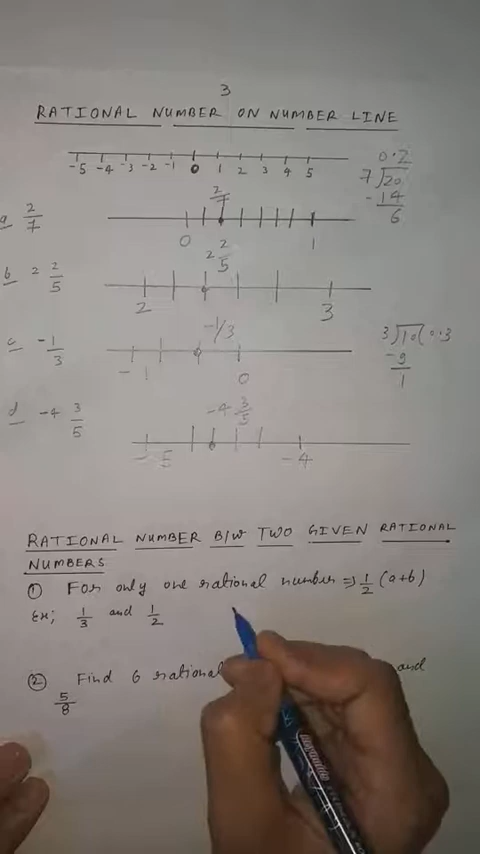 3
RATIONAL NUMBER ON NUMBER LINE
-5 -4 -3 -2 -1 0 1 2 3 4 5
0.2
7 20
-14
6
a 2/7
2/7
0 1
b 2 2/5
2 2/5
2 3
c -1/3
-1/3
-1 0
3 10 0.3
-9
1
d -4 3/5
-4 3/5
-5 -4
RATIONAL NUMBER B/W TWO GIVEN RATIONAL
NUMBERS
① For only one rational number ⇒ 1/2 (a+b)
Ex; 1/3 and 1/2
② Find 6 rational and
5/8